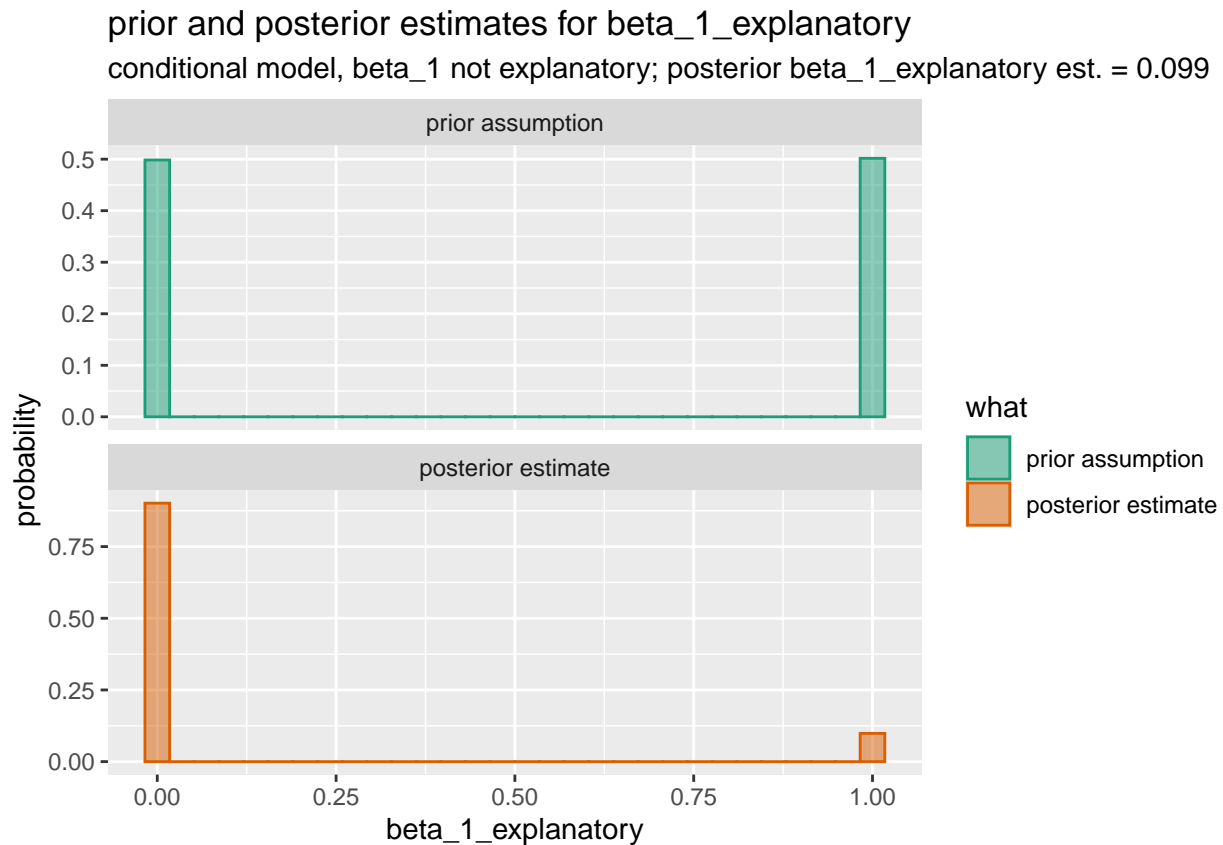 prior and posterior estimates for beta_1_explanatory
conditional model, beta_1 not explanatory; posterior beta_1_explanatory est. = 0.099
prior assumption
0.5
0.4
0.3
0.2
0.1
0.0
probability
posterior estimate
0.75
0.50
0.25
0.00
0.00 0.25 0.50 0.75 1.00
beta_1_explanatory
what
prior assumption
posterior estimate